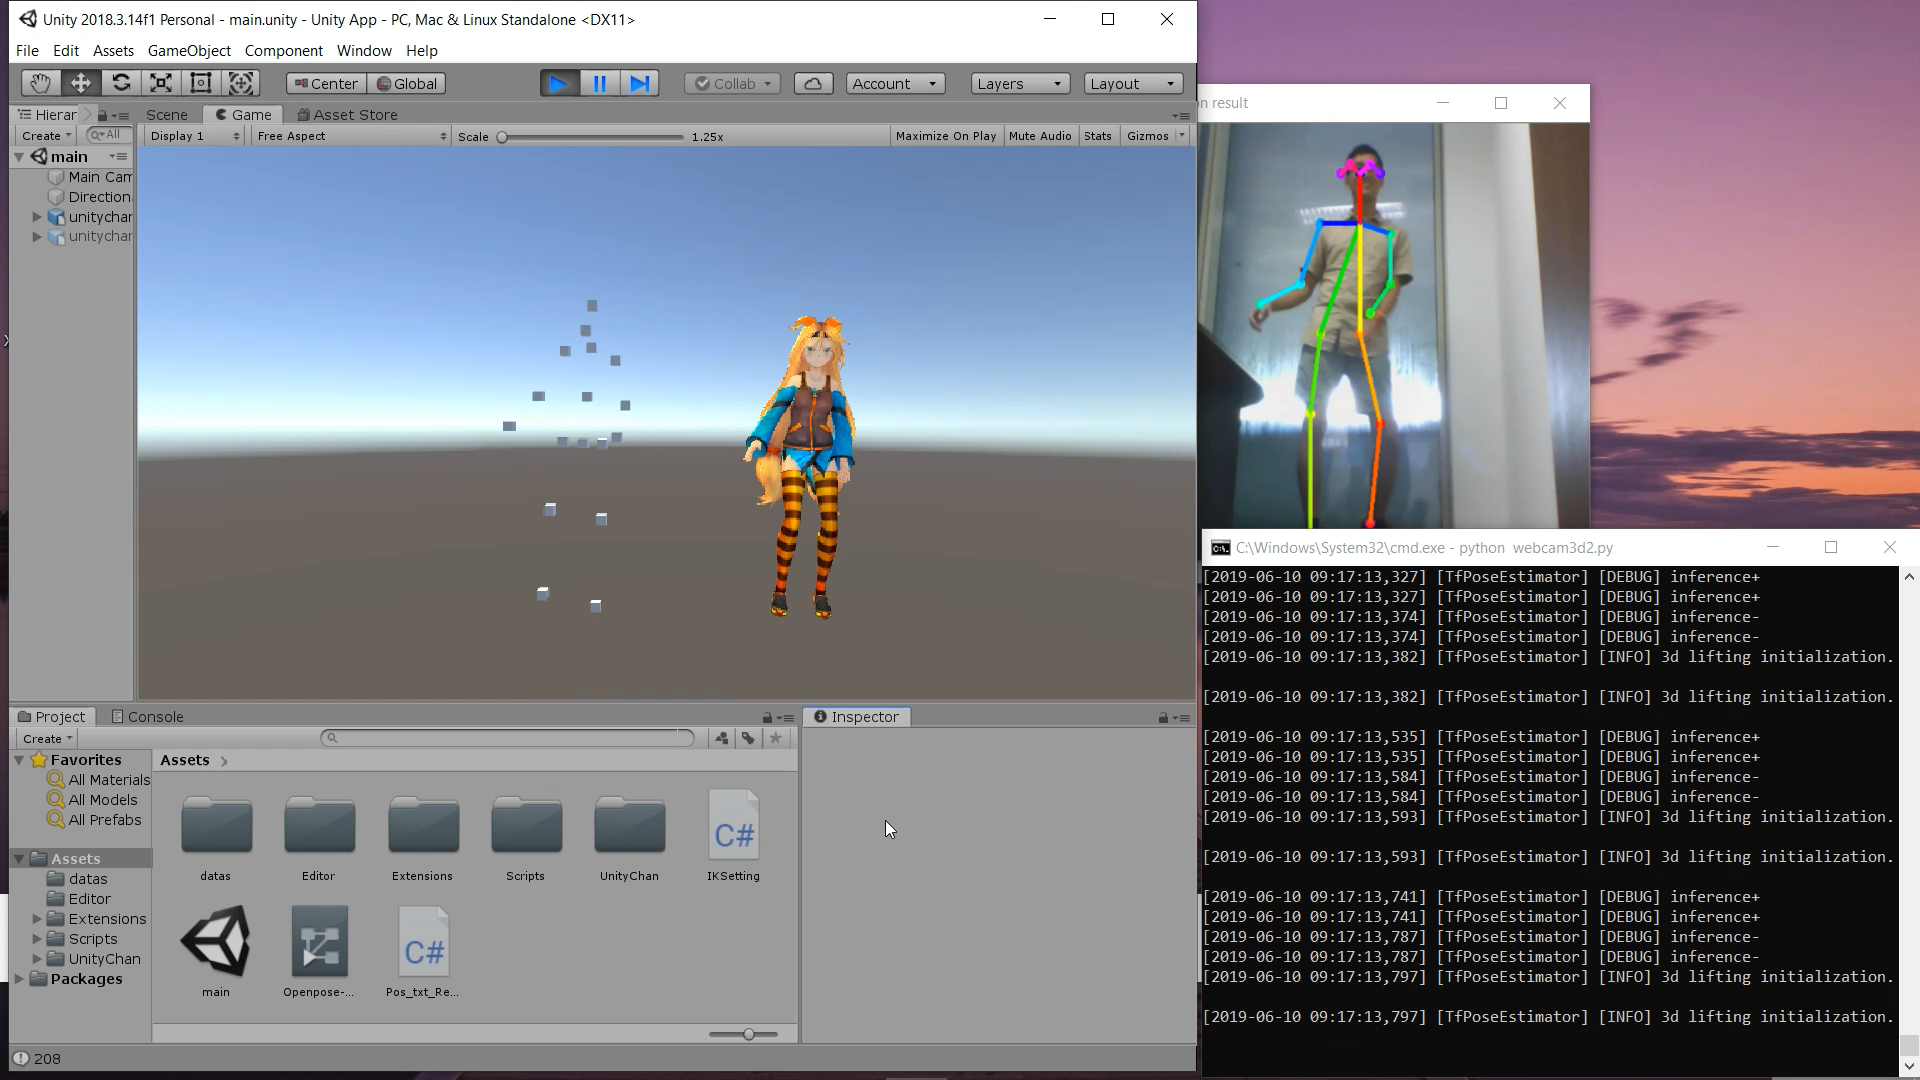 Unity 2018.3.14f1 Personal - main.unity - Unity App - PC, Mac & Linux Standalone <DX11>
File Edit Assets GameObject Component Window Help
Center Global Collab Account Layers Layout
Hierar Scene Game Asset Store
Create All Display 1 Free Aspect Scale 1.25x Maximize On Play Mute Audio Stats Gizmos
main
Main Cam
Direction
unitychan
unitychan
Project Console
Create
Favorites
All Materials
All Models
All Prefabs
Assets
datas
Editor
Extensions
Scripts
UnityChan
Packages
Assets
datas Editor Extensions Scripts UnityChan C# IKSetting
main Openpose-... C# Pos_txt_Re...
Inspector
208
n result
C:\Windows\System32\cmd.exe - python webcam3d2.py
[2019-06-10 09:17:13,327] [TfPoseEstimator] [DEBUG] inference+
[2019-06-10 09:17:13,327] [TfPoseEstimator] [DEBUG] inference+
[2019-06-10 09:17:13,374] [TfPoseEstimator] [DEBUG] inference-
[2019-06-10 09:17:13,374] [TfPoseEstimator] [DEBUG] inference-
[2019-06-10 09:17:13,382] [TfPoseEstimator] [INFO] 3d lifting initialization.
[2019-06-10 09:17:13,382] [TfPoseEstimator] [INFO] 3d lifting initialization.
[2019-06-10 09:17:13,535] [TfPoseEstimator] [DEBUG] inference+
[2019-06-10 09:17:13,535] [TfPoseEstimator] [DEBUG] inference+
[2019-06-10 09:17:13,584] [TfPoseEstimator] [DEBUG] inference-
[2019-06-10 09:17:13,584] [TfPoseEstimator] [DEBUG] inference-
[2019-06-10 09:17:13,593] [TfPoseEstimator] [INFO] 3d lifting initialization.
[2019-06-10 09:17:13,593] [TfPoseEstimator] [INFO] 3d lifting initialization.
[2019-06-10 09:17:13,741] [TfPoseEstimator] [DEBUG] inference+
[2019-06-10 09:17:13,741] [TfPoseEstimator] [DEBUG] inference+
[2019-06-10 09:17:13,787] [TfPoseEstimator] [DEBUG] inference-
[2019-06-10 09:17:13,787] [TfPoseEstimator] [DEBUG] inference-
[2019-06-10 09:17:13,797] [TfPoseEstimator] [INFO] 3d lifting initialization.
[2019-06-10 09:17:13,797] [TfPoseEstimator] [INFO] 3d lifting initialization.